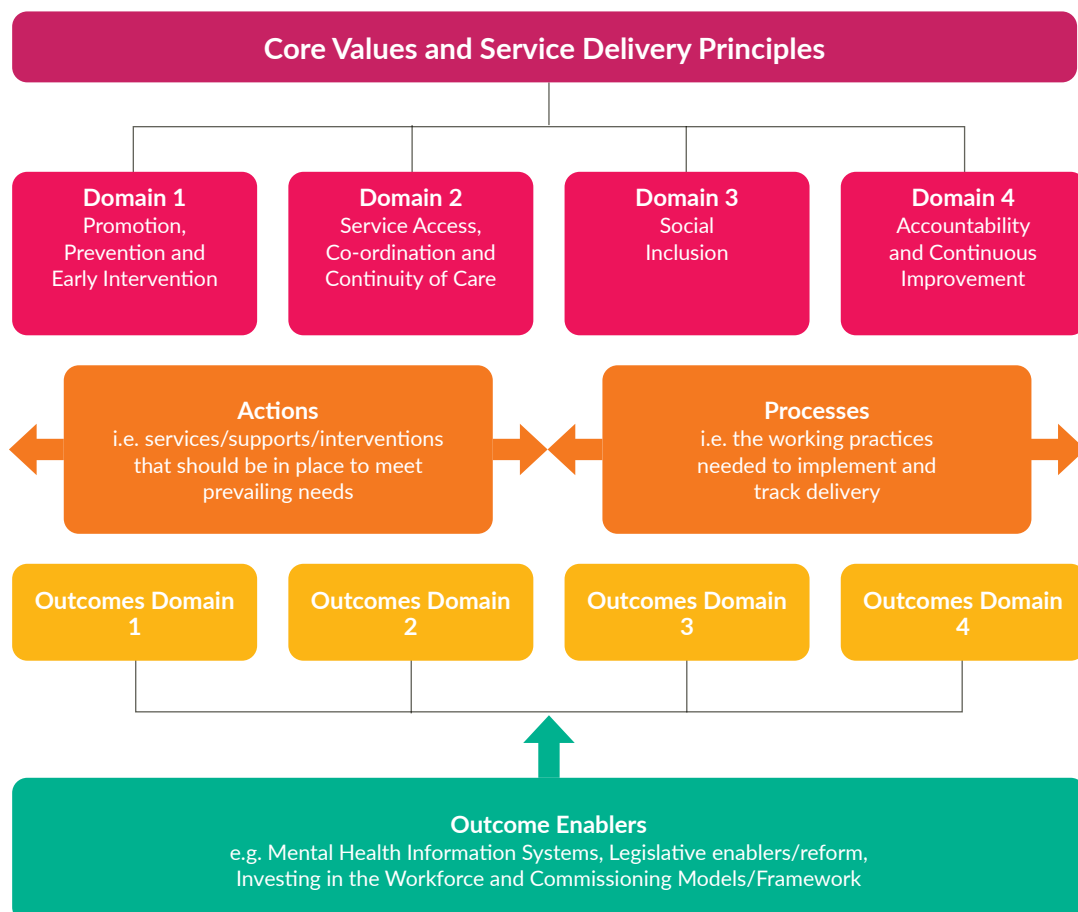 Core Values and Service Delivery Principles
Domain 1
Promotion,
Prevention and
Early Intervention
Domain 2
Service Access,
Co-ordination and
Continuity of Care
Domain 3
Social
Inclusion
Domain 4
Accountability
and Continuous
Improvement
Actions
i.e. services/supports/interventions
that should be in place to meet
prevailing needs
Processes
i.e. the working practices
needed to implement and
track delivery
Outcomes Domain
1
Outcomes Domain
2
Outcomes Domain
3
Outcomes Domain
4
Outcome Enablers
e.g. Mental Health Information Systems, Legislative enablers/reform,
Investing in the Workforce and Commissioning Models/Framework